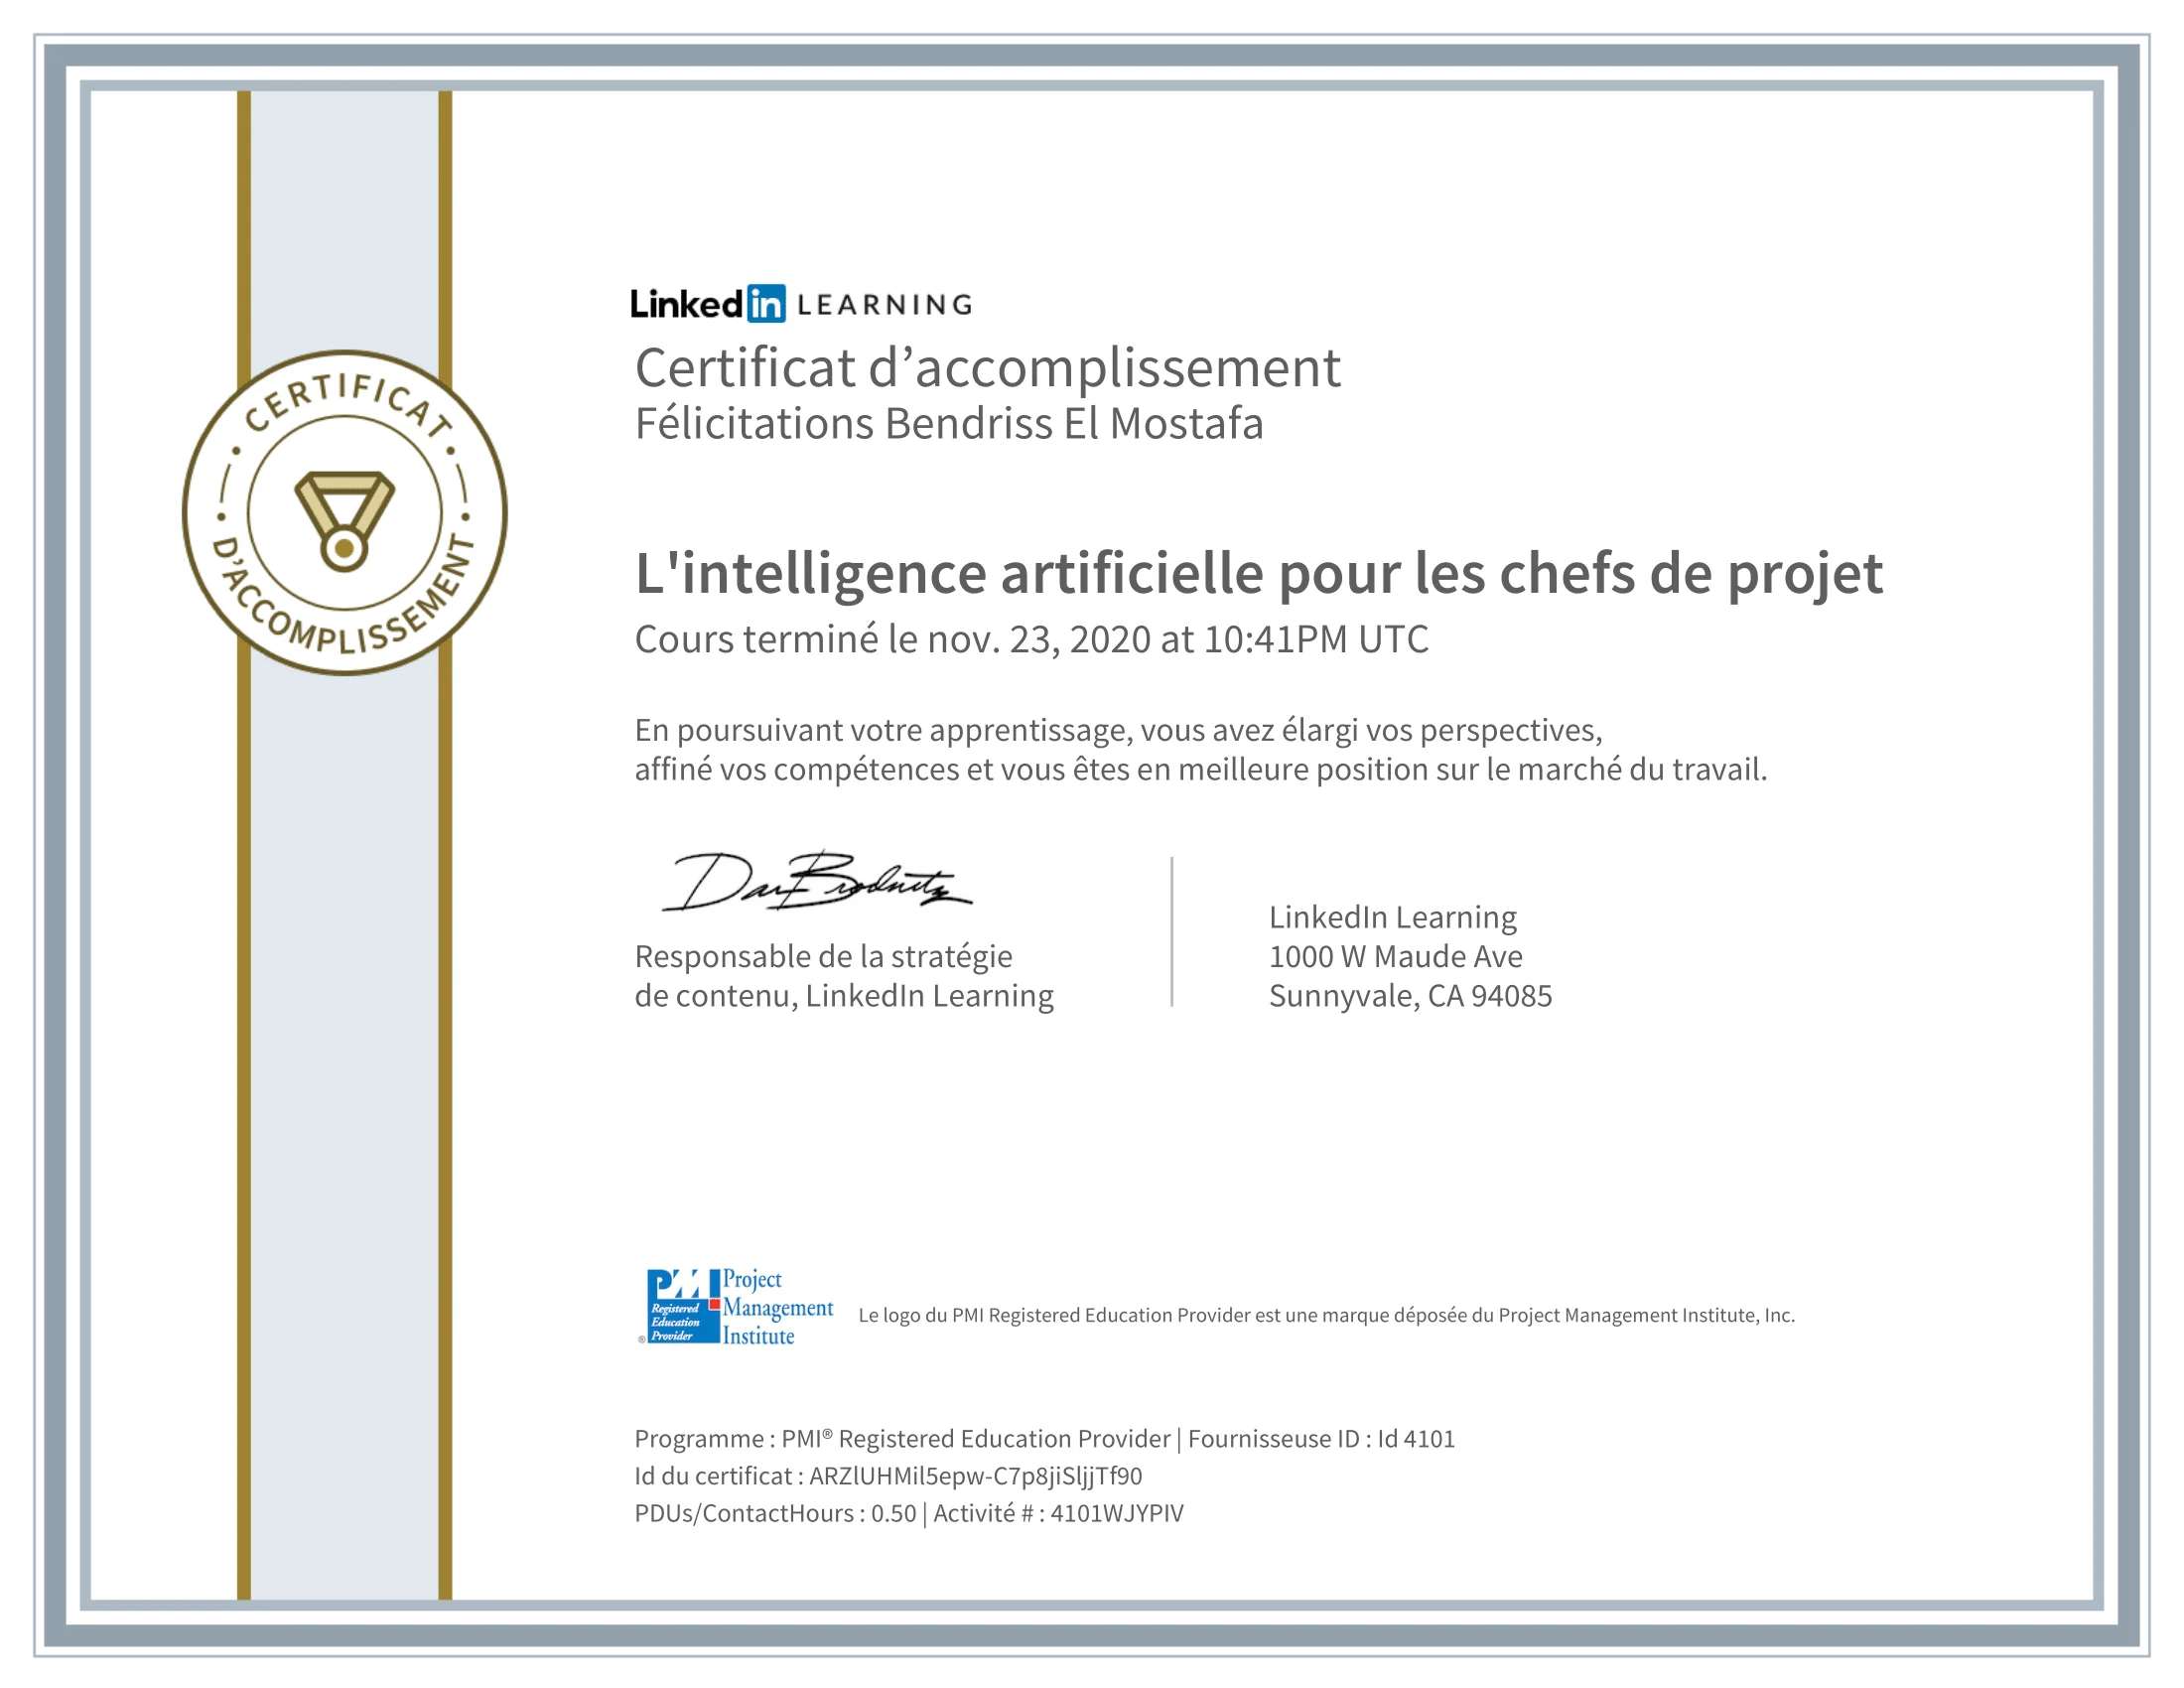 CERTIFICAT
D'ACCOMPLISSEMENT
Linked in LEARNING
Certificat d’accomplissement
Félicitations Bendriss El Mostafa
L'intelligence artificielle pour les chefs de projet
Cours terminé le nov. 23, 2020 at 10:41PM UTC
En poursuivant votre apprentissage, vous avez élargi vos perspectives,
affiné vos compétences et vous êtes en meilleure position sur le marché du travail.
Responsable de la stratégie
de contenu, LinkedIn Learning
LinkedIn Learning
1000 W Maude Ave
Sunnyvale, CA 94085
PMI
Registered
Education
® Provider
Project
Management
Institute
Le logo du PMI Registered Education Provider est une marque déposée du Project Management Institute, Inc.
Programme : PMI® Registered Education Provider | Fournisseuse ID : Id 4101
Id du certificat : ARZlUHMil5epw-C7p8jiSljjTf90
PDUs/ContactHours : 0.50 | Activité # : 4101WJYPIV